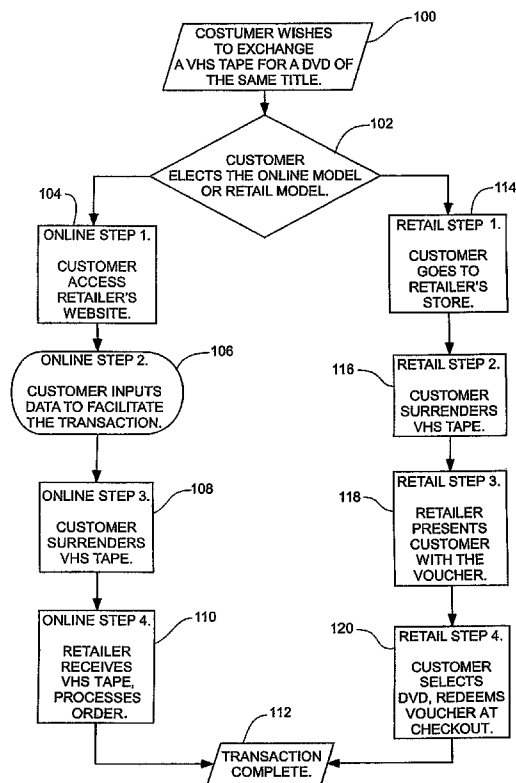 COSTUMER WISHES
TO EXCHANGE
A VHS TAPE FOR A DVD OF
THE SAME TITLE.
100
102
CUSTOMER
ELECTS THE ONLINE MODEL
OR RETAIL MODEL.
104
ONLINE STEP 1.
CUSTOMER
ACCESS
RETAILER'S
WEBSITE.
106
ONLINE STEP 2.
CUSTOMER INPUTS
DATA TO FACILITATE
THE TRANSACTION.
108
ONLINE STEP 3.
CUSTOMER
SURRENDERS
VHS TAPE.
110
ONLINE STEP 4.
RETAILER
RECEIVES
VHS TAPE,
PROCESSES
ORDER.
114
RETAIL STEP 1.
CUSTOMER
GOES TO
RETAILER'S
STORE.
116
RETAIL STEP 2.
CUSTOMER
SURRENDERS
VHS TAPE.
118
RETAIL STEP 3.
RETAILER
PRESENTS
CUSTOMER
WITH THE
VOUCHER.
120
RETAIL STEP 4.
CUSTOMER
SELECTS
DVD, REDEEMS
VOUCHER AT
CHECKOUT.
112
TRANSACTION
COMPLETE.